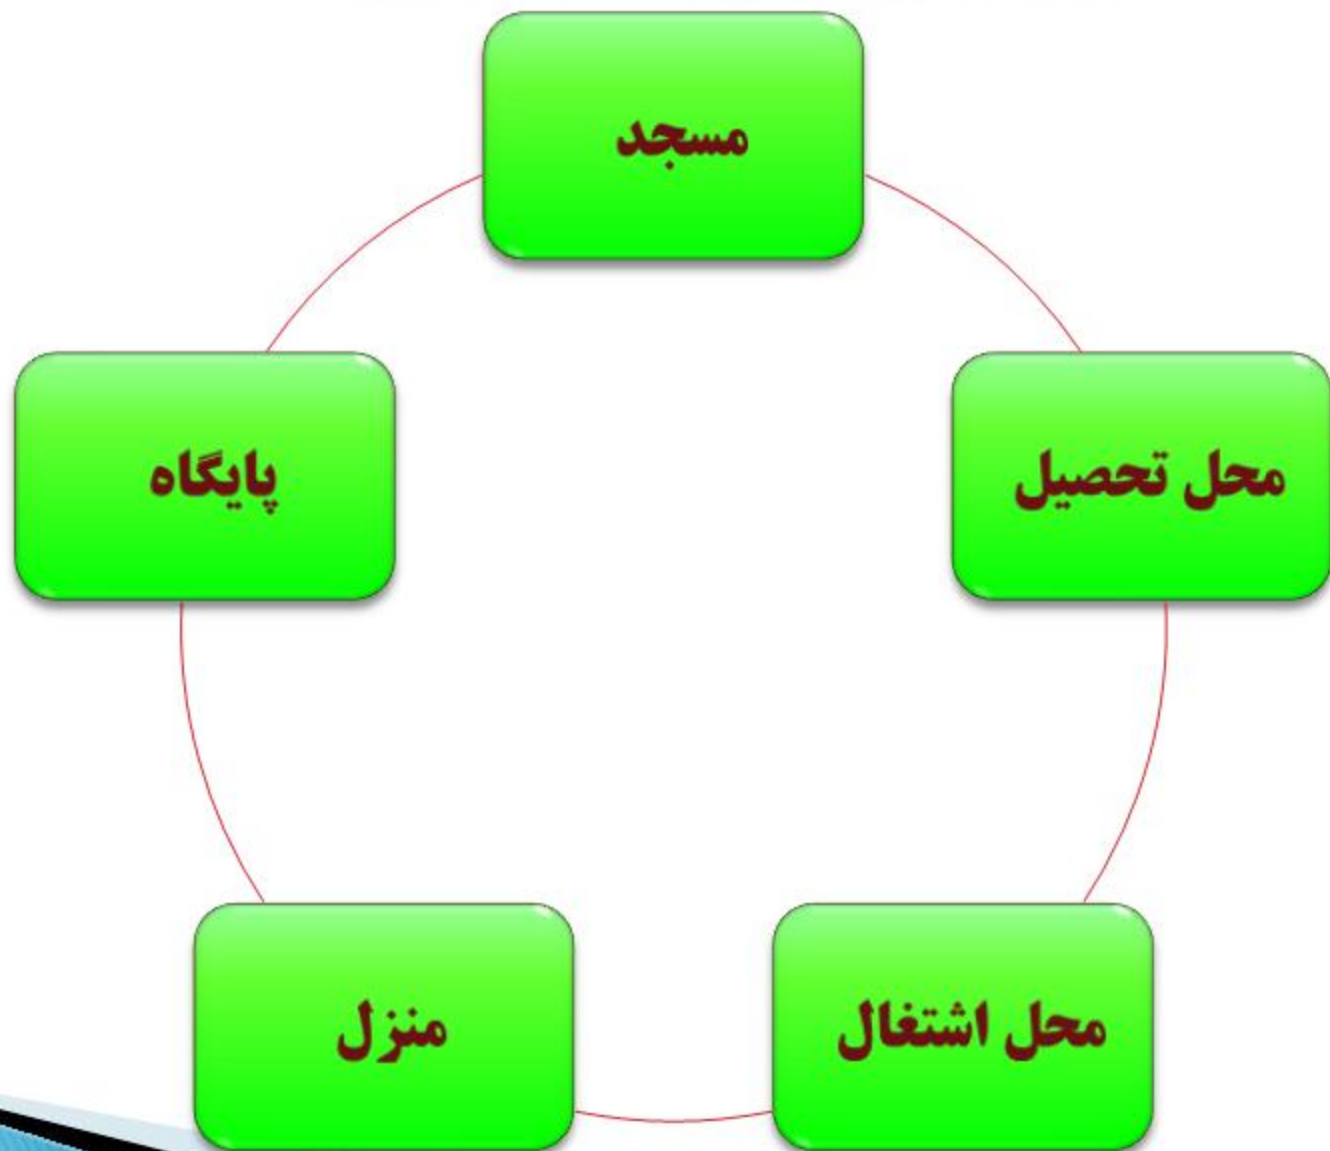 مسجد
محل تحصیل
محل اشتغال
منزل
پایگاه